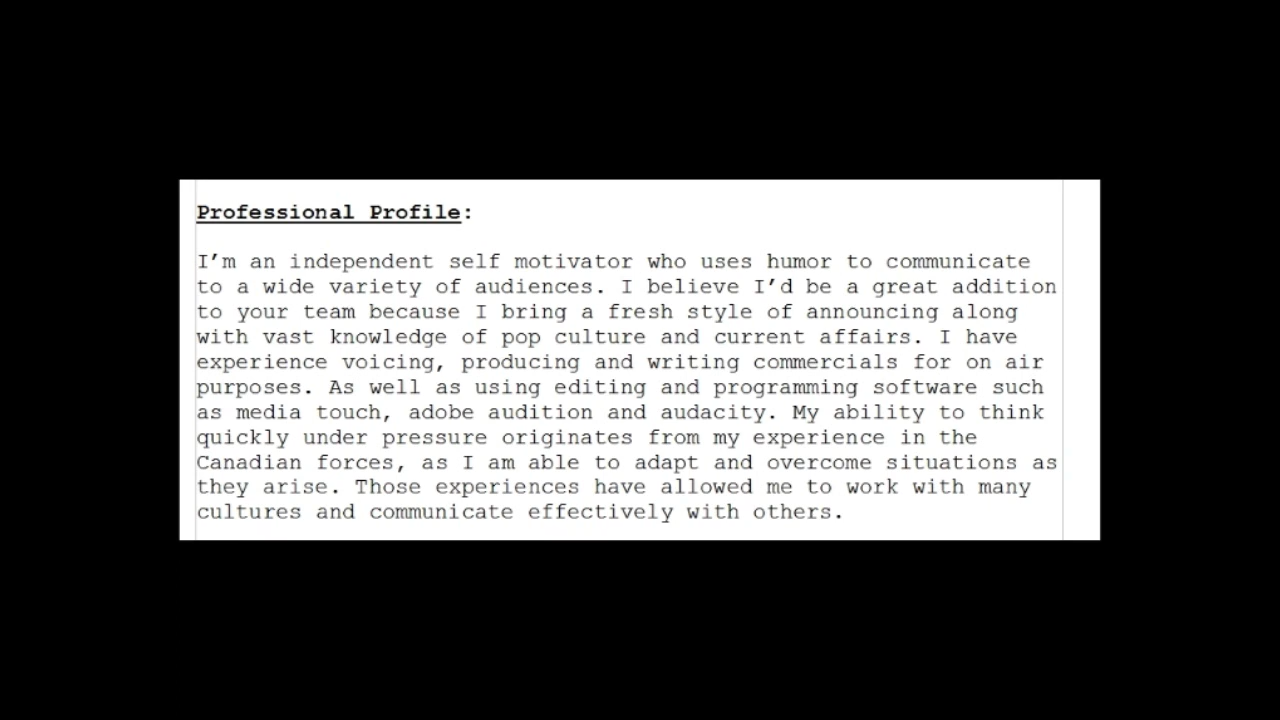 Professional Profile:
I’m an independent self motivator who uses humor to communicate
to a wide variety of audiences. I believe I’d be a great addition
to your team because I bring a fresh style of announcing along
with vast knowledge of pop culture and current affairs. I have
experience voicing, producing and writing commercials for on air
purposes. As well as using editing and programming software such
as media touch, adobe audition and audacity. My ability to think
quickly under pressure originates from my experience in the
Canadian forces, as I am able to adapt and overcome situations as
they arise. Those experiences have allowed me to work with many
cultures and communicate effectively with others.